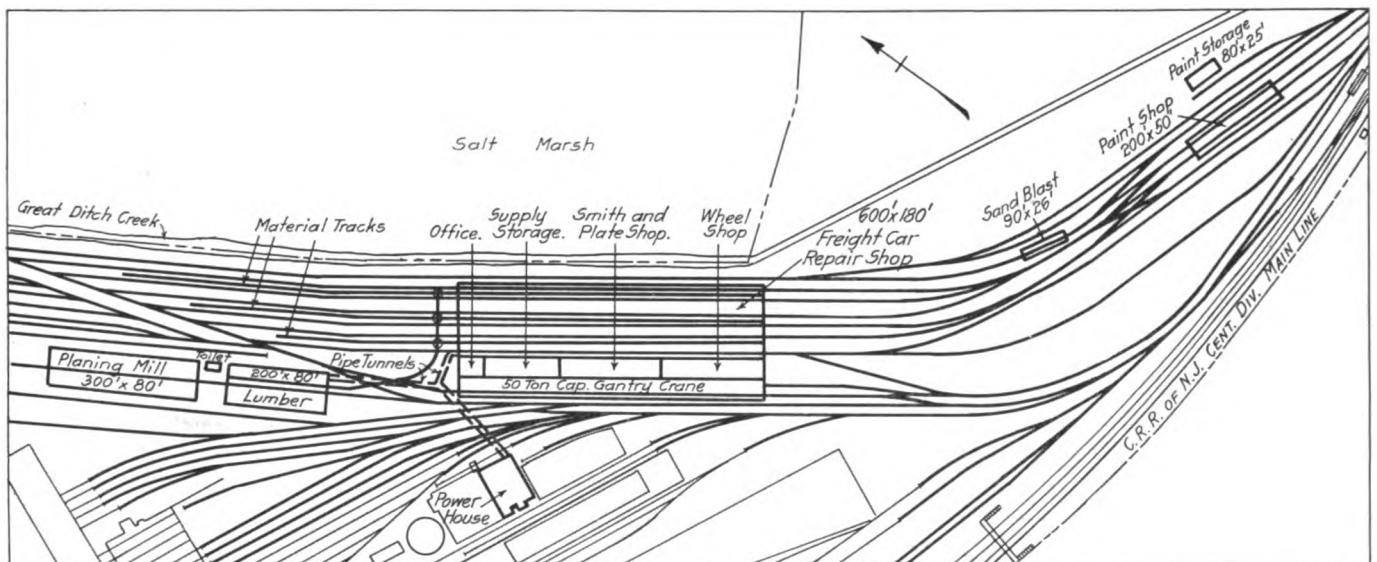 Paint Storage
80'x25'
Paint Shop
200'x50'
Salt Marsh
Sand Blast
90'x26'
Great Ditch Creek
Material Tracks
Office.
Supply
Storage.
Smith and
Plate Shop.
Wheel
Shop
600'x180'
Freight Car
Repair Shop
C.R.R. OF N.J. CENT. DIV. MAIN LINE
Planing Mill
300'x80'
Toilet
200'x80'
Lumber
Pipe Tunnels
50 Ton Cap. Gantry Crane
Power
House